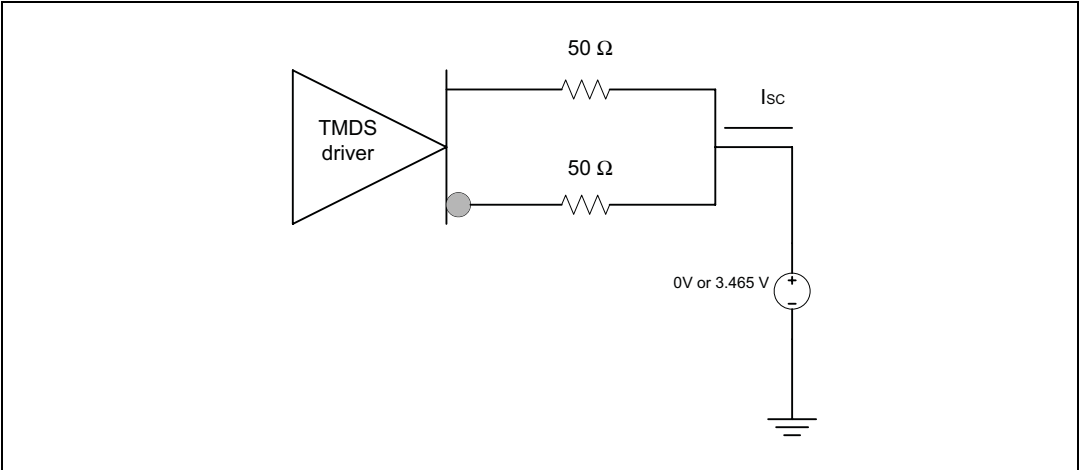 50 Ω
ISC
TMDS
driver
50 Ω
0V or 3.465 V
+
−